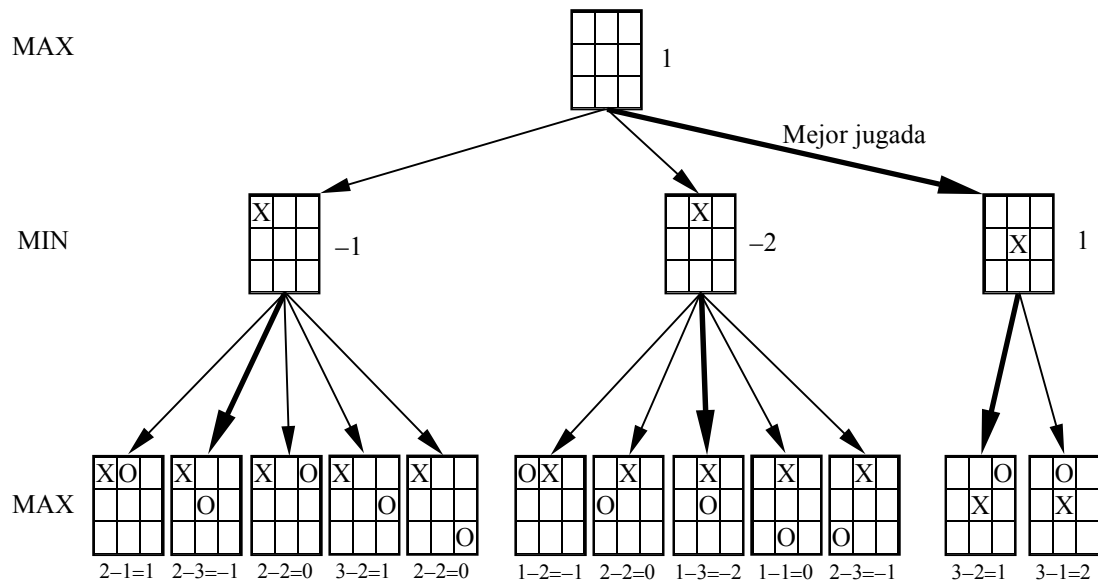 MAX
1
Mejor jugada
MIN
X
–1
X
–2
X
1
MAX
X O
X
O
X O
X
O
X
O
O X
X
O
X
O
X
O
X
O
O
X
O
X
2–1=1
2–3=–1
2–2=0
3–2=1
2–2=0
1–2=–1
2–2=0
1–3=–2
1–1=0
2–3=–1
3–2=1
3–1=2